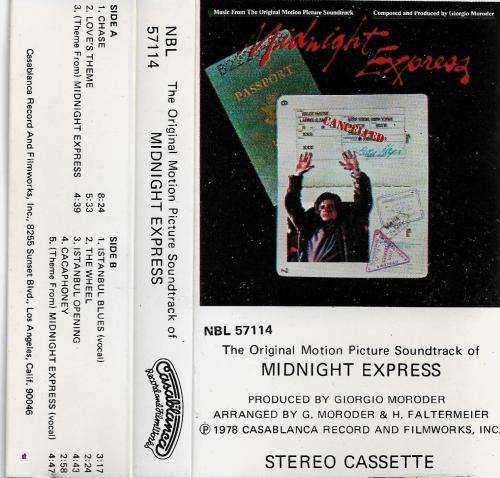 SIDE A
1. CHASE 8:24
2. LOVE'S THEME 5:33
3. (Theme From) MIDNIGHT EXPRESS 4:39
SIDE B
1. ISTANBUL BLUES (vocal) 3:17
2. THE WHEEL 2:24
3. ISTANBUL OPENING 4:43
4. CACAPHONEY 2:58
5. (Theme From) MIDNIGHT EXPRESS (vocal) 4:47
Casablanca Record And Filmworks, Inc., 8255 Sunset Blvd., Los Angeles, Calif. 90046
NBL
57114
The Original Motion Picture Soundtrack of
MIDNIGHT EXPRESS
Casablanca
Record and FilmWorks
Music From The Original Motion Picture Soundtrack
Composed and Produced by Giorgio Moroder
Midnight
Express
PASSPORT
CANCELLED
NBL 57114
The Original Motion Picture Soundtrack of
MIDNIGHT EXPRESS
PRODUCED BY GIORGIO MORODER
ARRANGED BY G. MORODER & H. FALTERMEIER
Ⓟ 1978 CASABLANCA RECORD AND FILMWORKS, INC.
STEREO CASSETTE